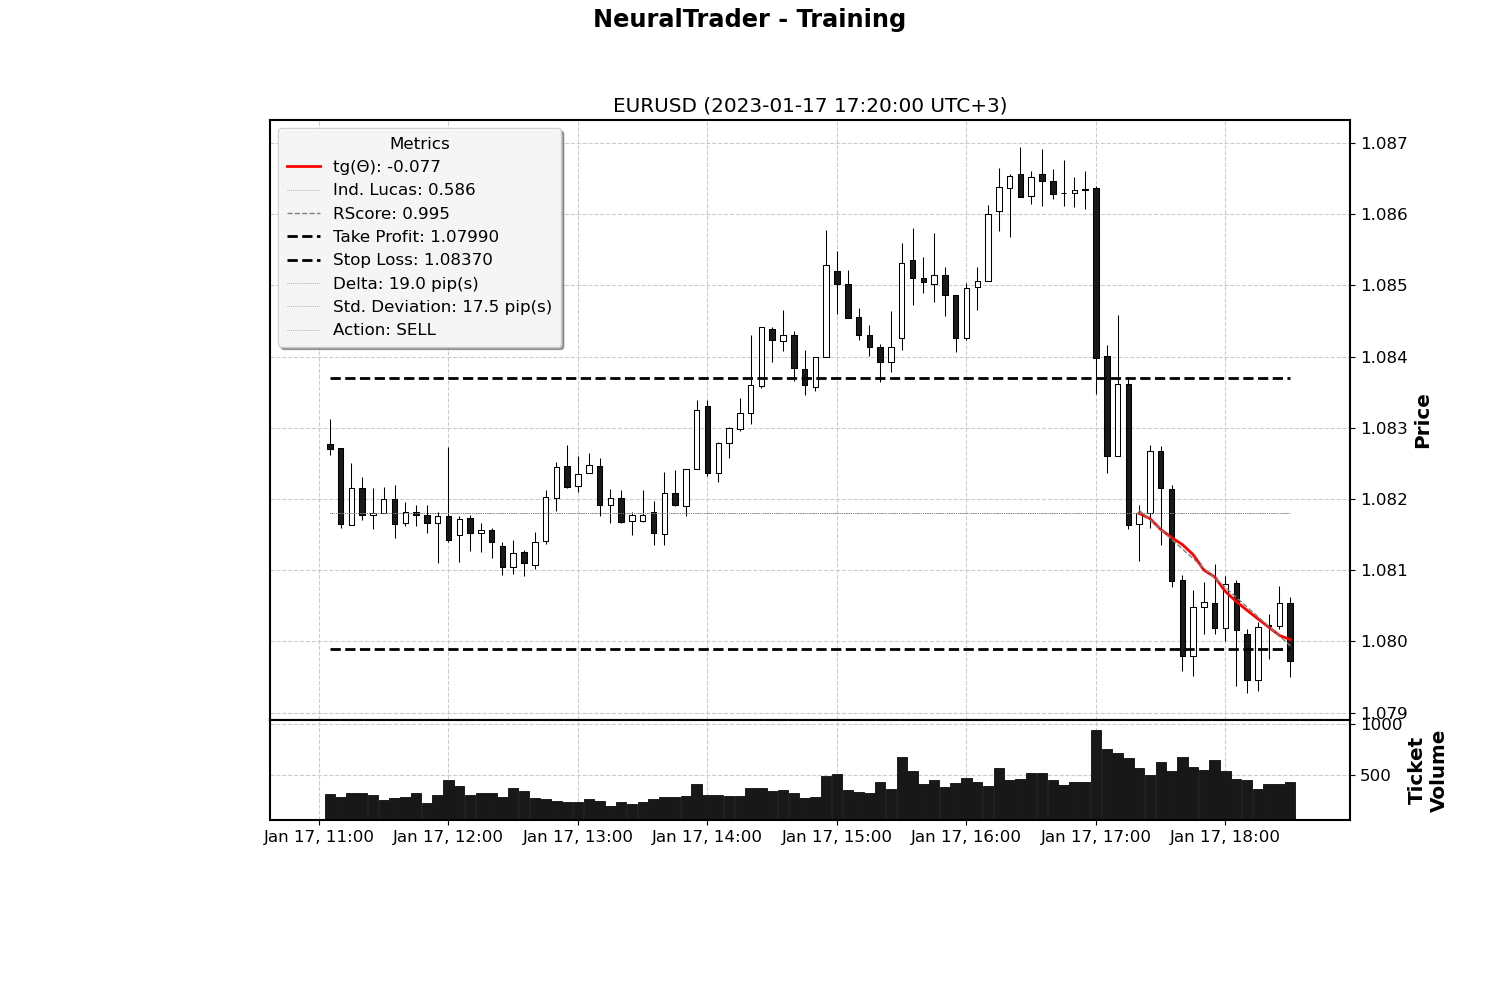 NeuralTrader - Training
EURUSD (2023-01-17 17:20:00 UTC+3)
Metrics
tg(Θ): -0.077
Ind. Lucas: 0.586
RScore: 0.995
Take Profit: 1.07990
Stop Loss: 1.08370
Delta: 19.0 pip(s)
Std. Deviation: 17.5 pip(s)
Action: SELL
1.087
1.086
1.085
1.084
1.083
1.082
1.081
1.080
1.079
Price
1000
500
Ticket
Volume
Jan 17, 11:00
Jan 17, 12:00
Jan 17, 13:00
Jan 17, 14:00
Jan 17, 15:00
Jan 17, 16:00
Jan 17, 17:00
Jan 17, 18:00